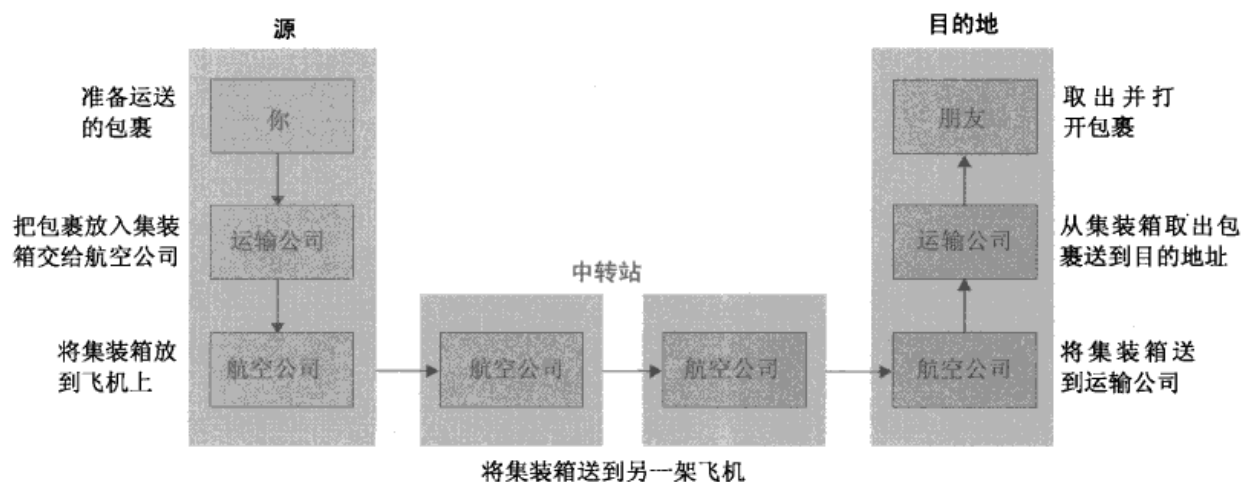 源
目的地
准备运送
的包裹
你
朋友
取出并打
开包裹
把包裹放入集装
箱交给航空公司
运输公司
运输公司
从集装箱取出包
裹送到目的地址
中转站
将集装箱放
到飞机上
航空公司
航空公司
航空公司
航空公司
将集装箱送
到运输公司
将集装箱送到另一架飞机